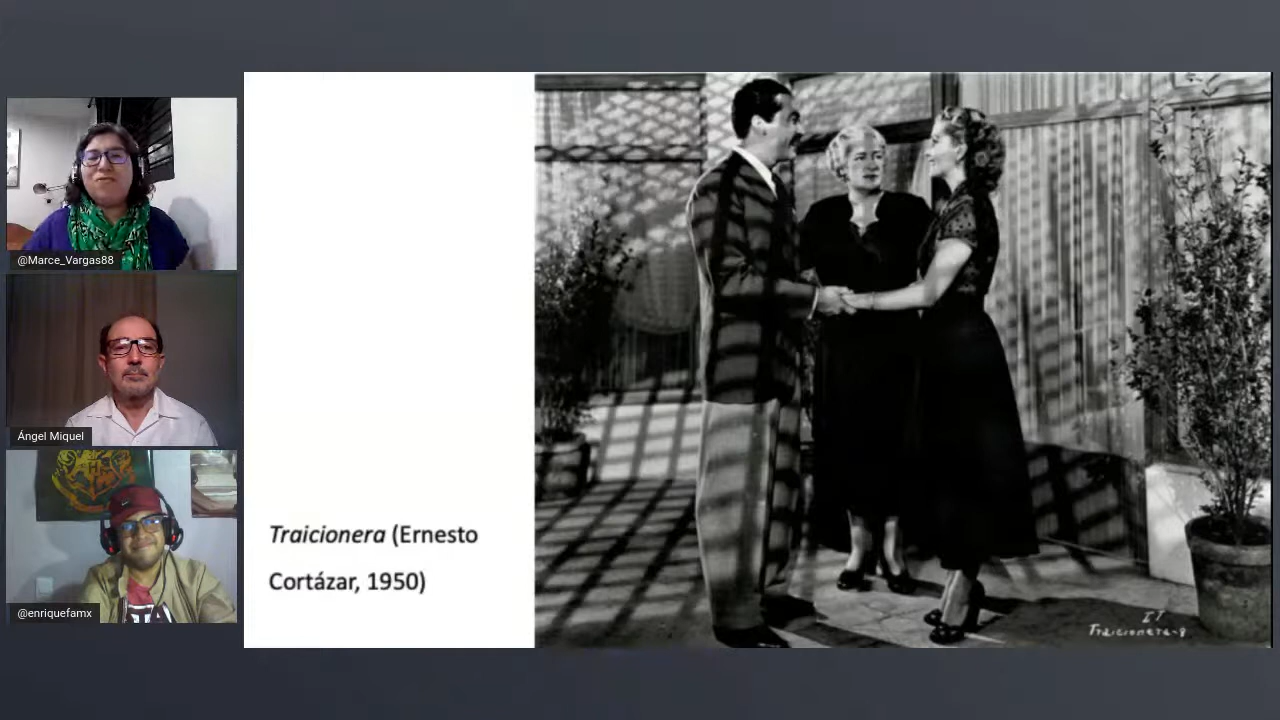 @Marce_Vargas88
Ángel Miquel
@enriquefamx
Traicionera (Ernesto
Cortázar, 1950)
Traicionera-9